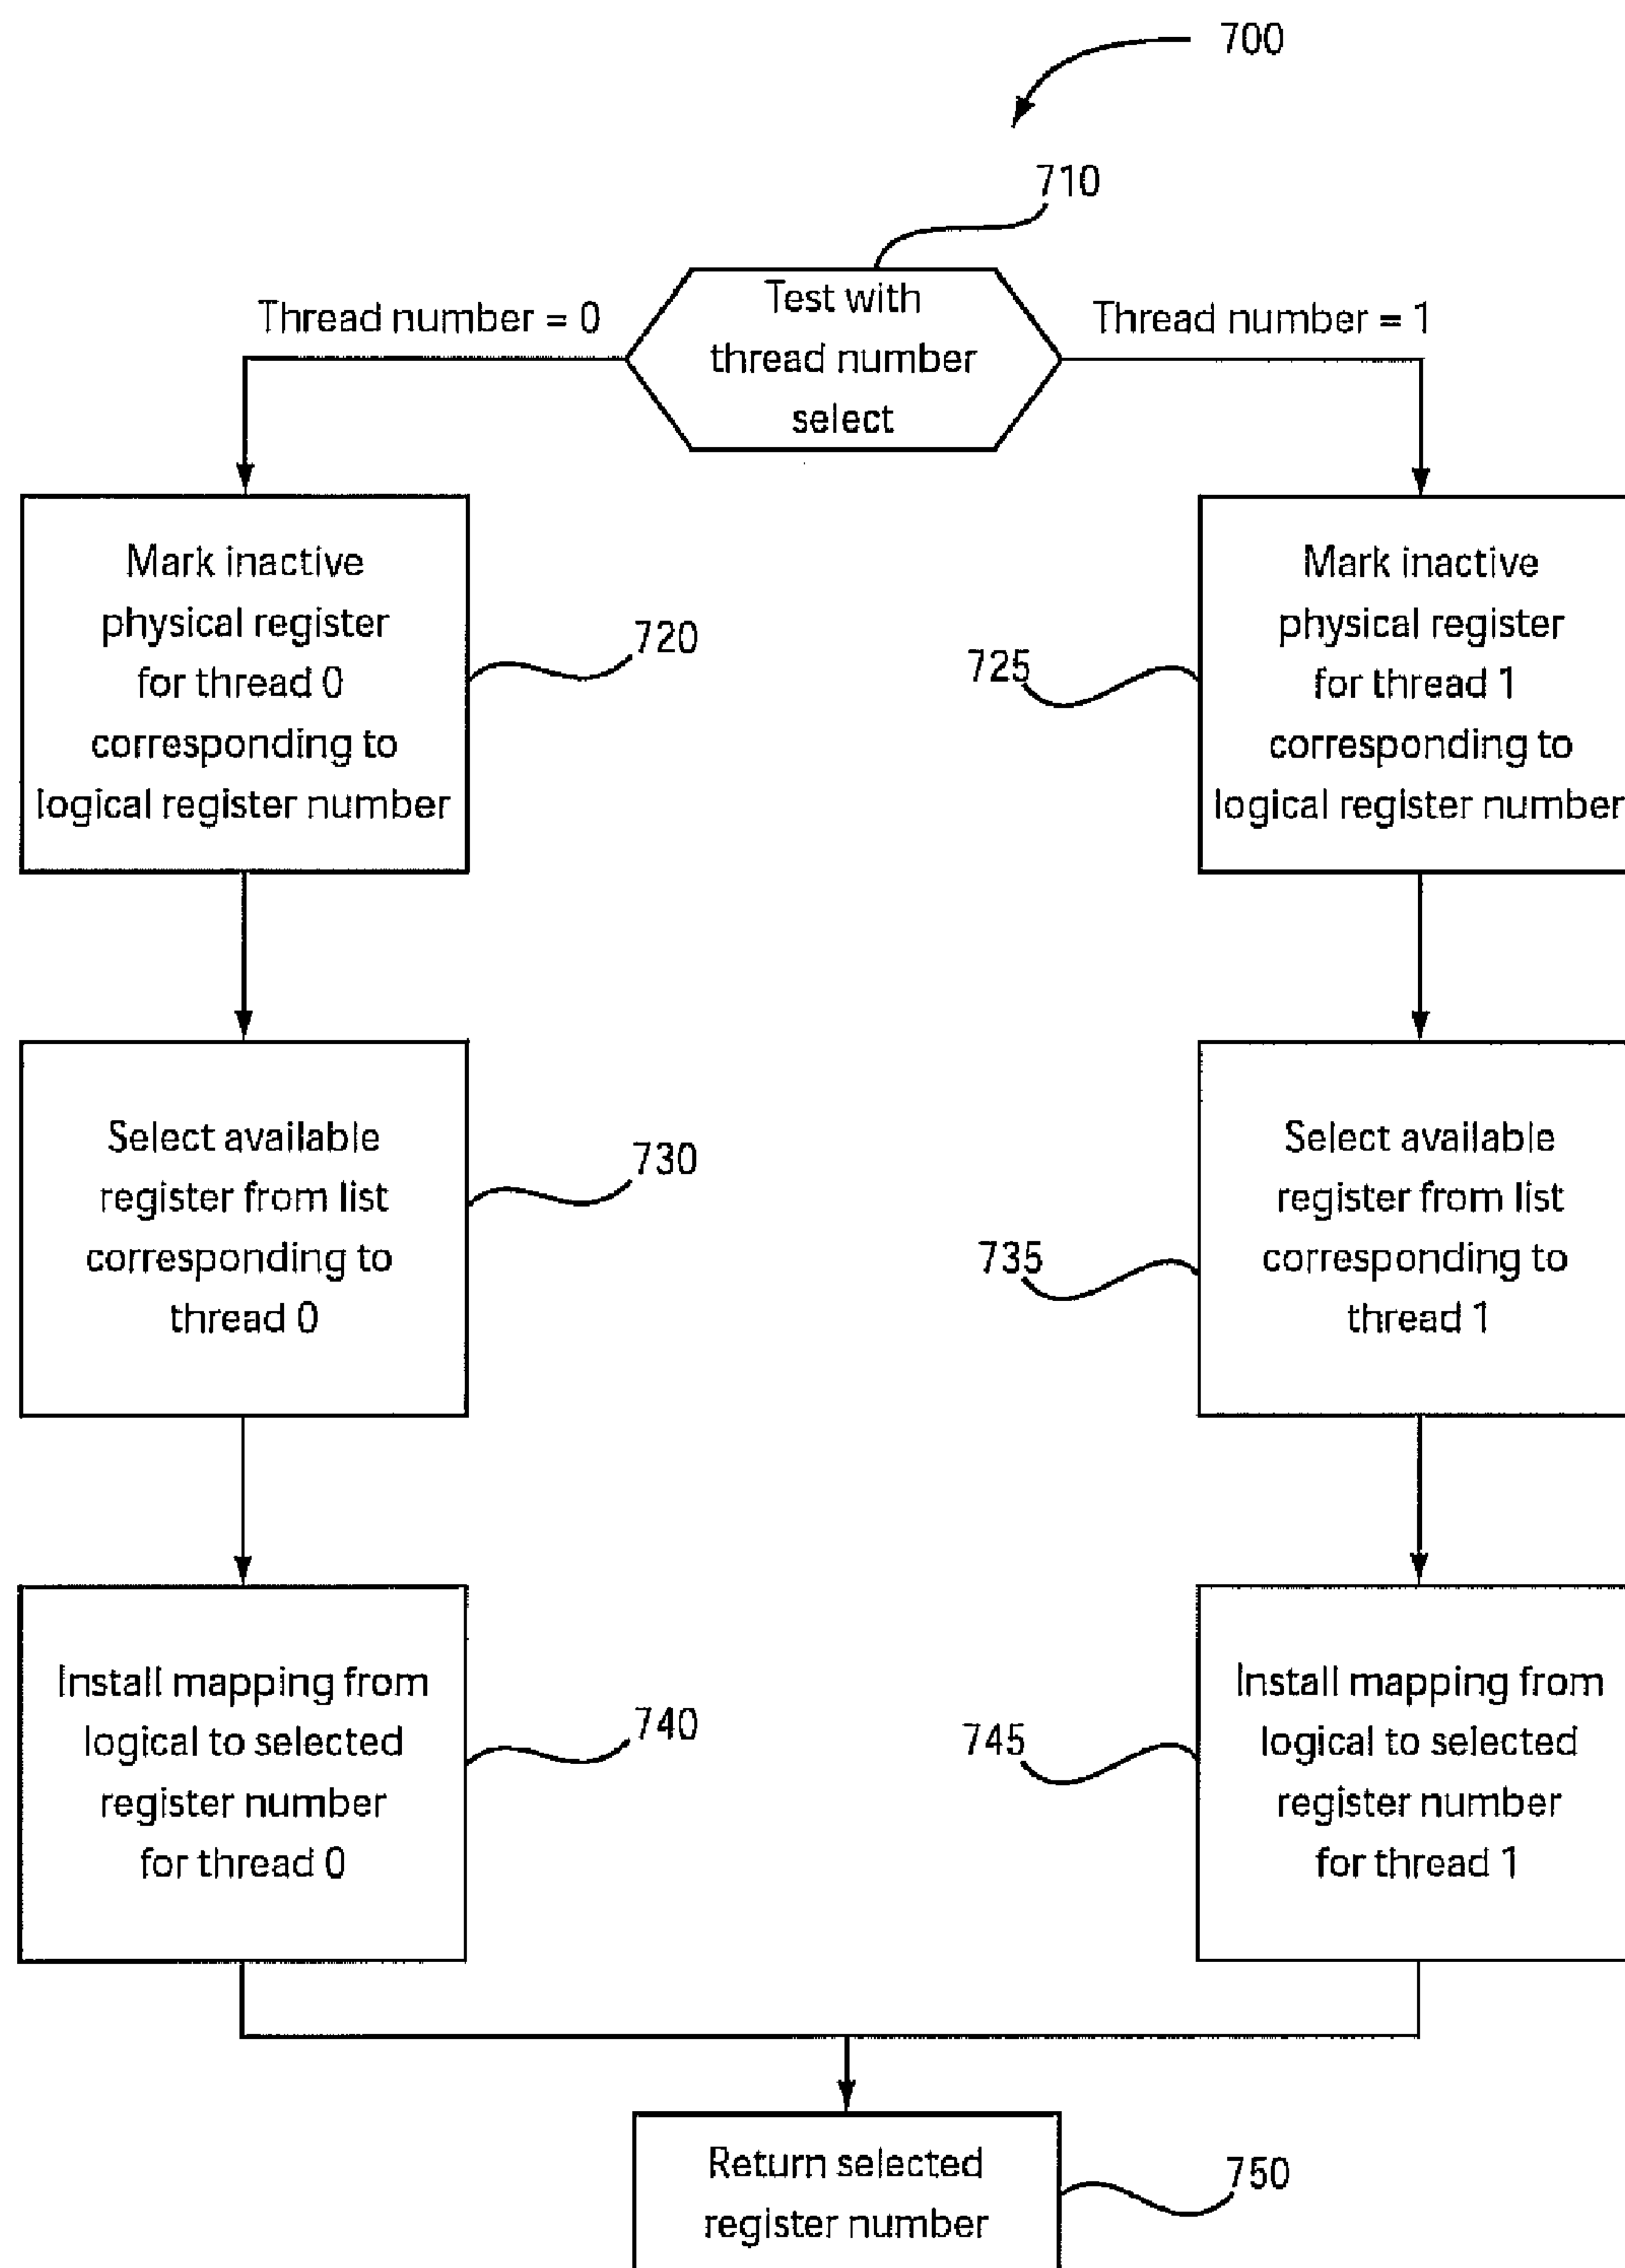 700
710
Thread number = 0
Test with
thread number
select
Thread number = 1
Mark inactive
physical register
for thread 0
corresponding to
logical register number
720
725
Mark inactive
physical register
for thread 1
corresponding to
logical register number
Select available
register from list
corresponding to
thread 0
730
735
Select available
register from list
corresponding to
thread 1
Install mapping from
logical to selected
register number
for thread 0
740
745
Install mapping from
logical to selected
register number
for thread 1
Return selected
register number
750